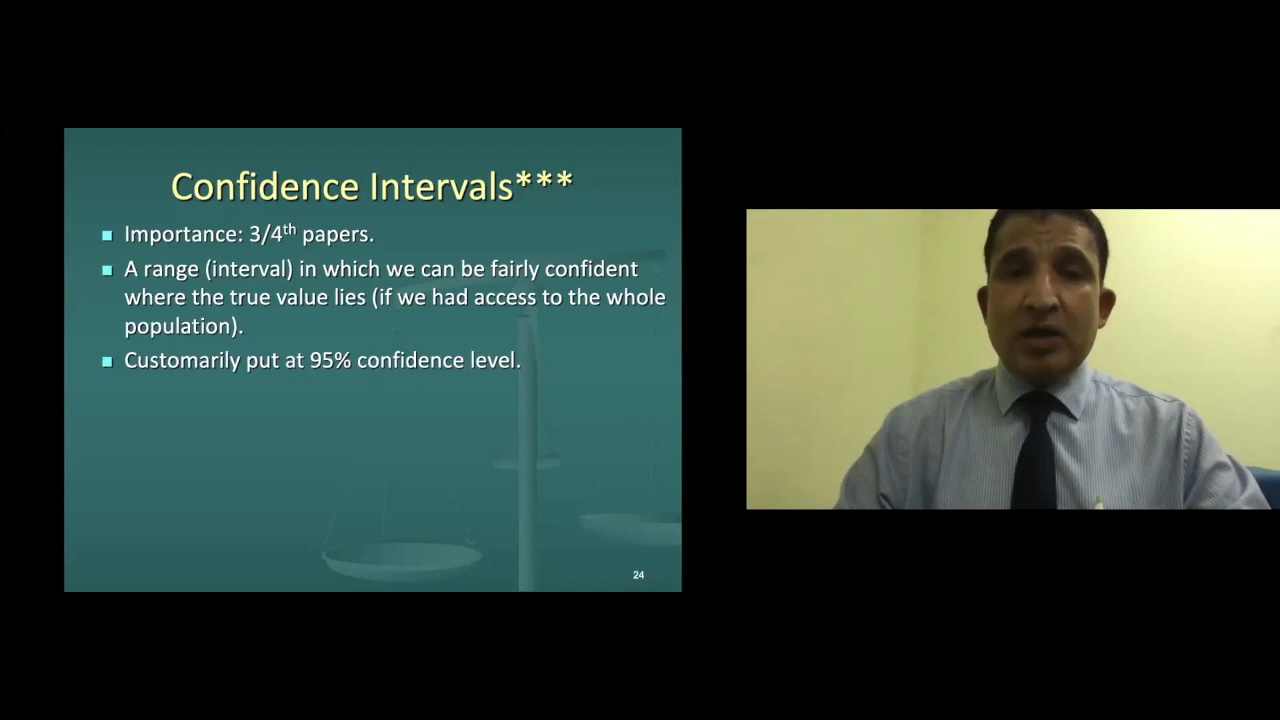 Confidence Intervals***
Importance: 3/4th papers.
A range (interval) in which we can be fairly confident
where the true value lies (if we had access to the whole
population).
Customarily put at 95% confidence level.
24